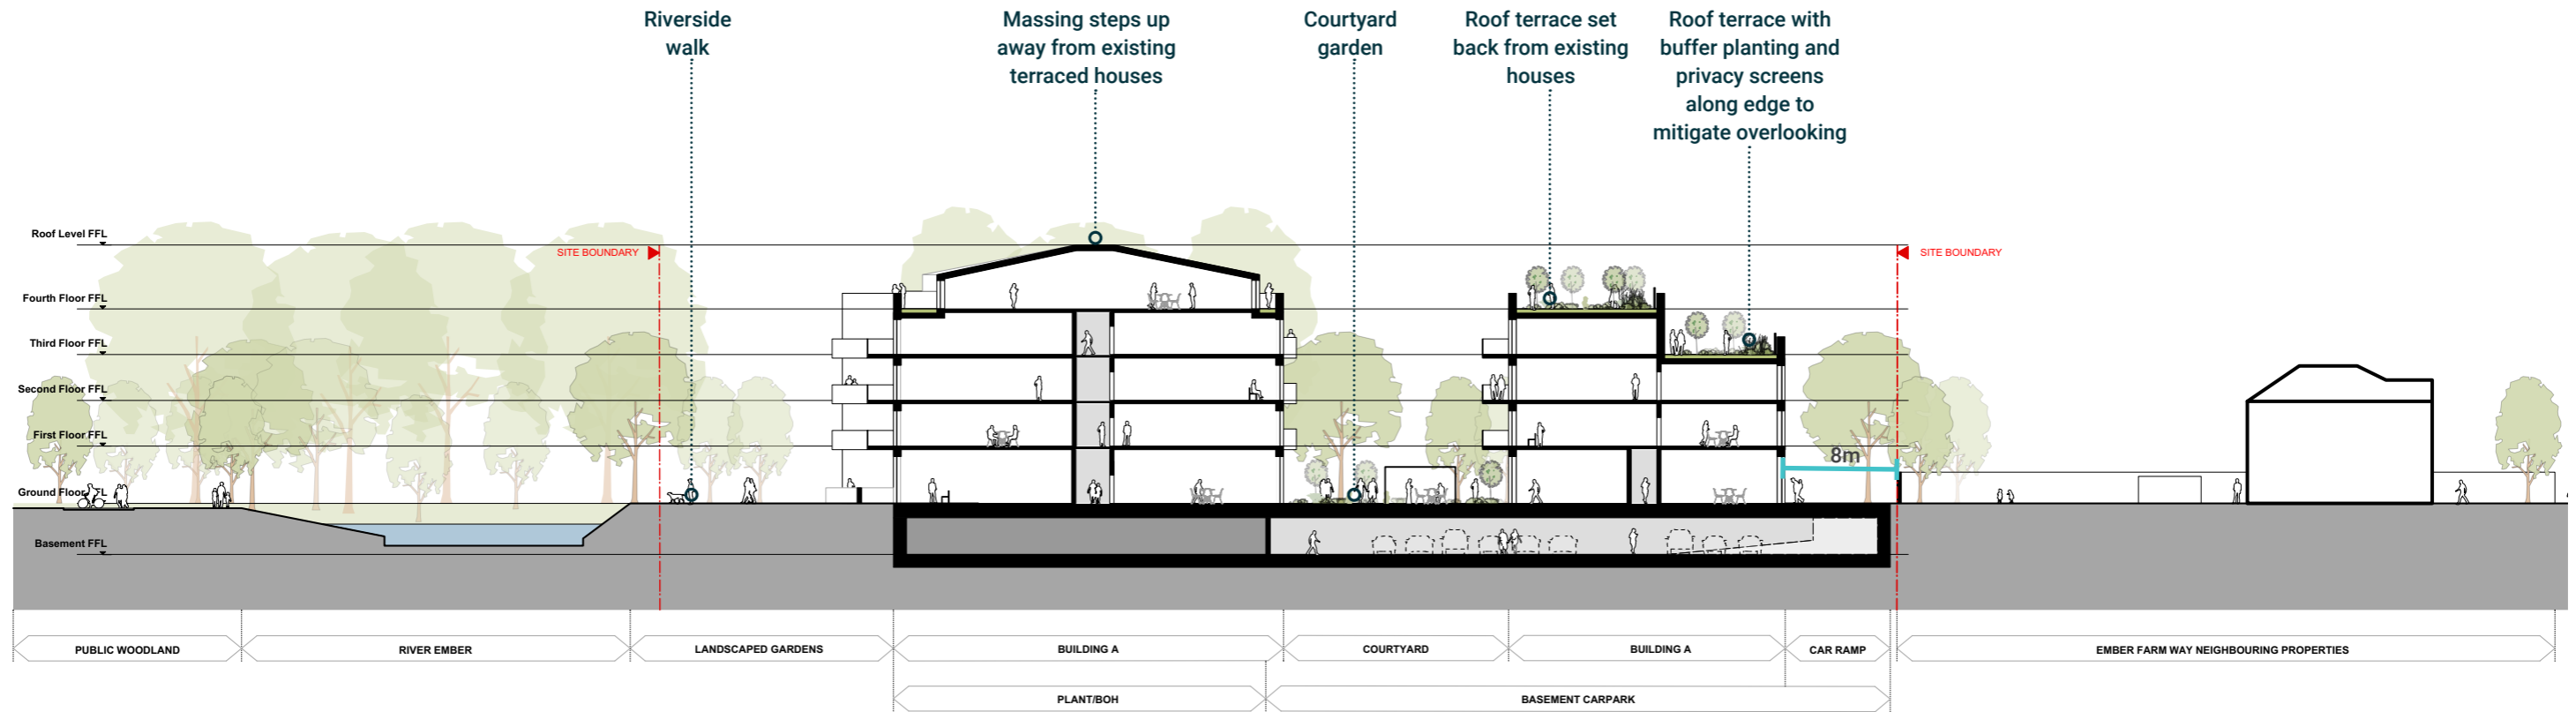 Riverside
walk
Massing steps up
away from existing
terraced houses
Courtyard
garden
Roof terrace set
back from existing
houses
Roof terrace with
buffer planting and
privacy screens
along edge to
mitigate overlooking
Roof Level FFL
SITE BOUNDARY
SITE BOUNDARY
Fourth Floor FFL
Third Floor FFL
Second Floor FFL
First Floor FFL
8m
Ground Floor FFL
Basement FFL
PUBLIC WOODLAND
RIVER EMBER
LANDSCAPED GARDENS
BUILDING A
COURTYARD
BUILDING A
CAR RAMP
EMBER FARM WAY NEIGHBOURING PROPERTIES
PLANT/BOH
BASEMENT CARPARK